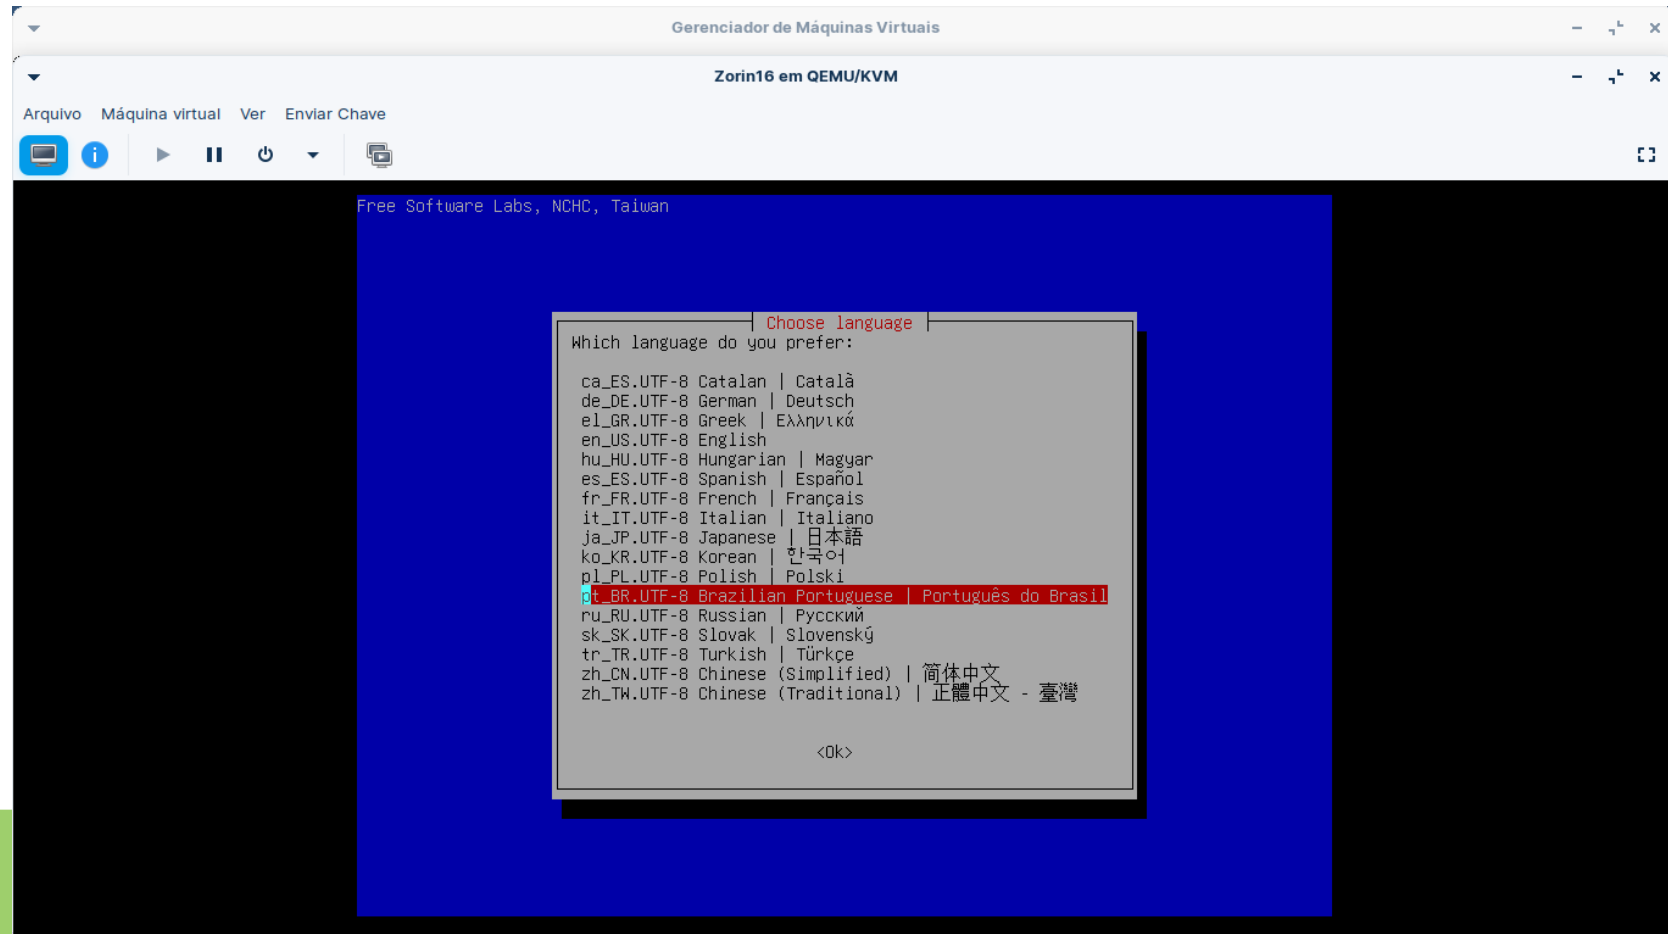 Gerenciador de Máquinas Virtuais
Zorin16 em QEMU/KVM
Arquivo Máquina virtual Ver Enviar Chave
Free Software Labs, NCHC, Taiwan
Choose language
Which language do you prefer:
ca_ES.UTF-8 Catalan | Català
de_DE.UTF-8 German | Deutsch
el_GR.UTF-8 Greek | Ελληνικά
en_US.UTF-8 English
hu_HU.UTF-8 Hungarian | Magyar
es_ES.UTF-8 Spanish | Español
fr_FR.UTF-8 French | Français
it_IT.UTF-8 Italian | Italiano
ja_JP.UTF-8 Japanese | 日本語
ko_KR.UTF-8 Korean | 한국어
pl_PL.UTF-8 Polish | Polski
pt_BR.UTF-8 Brazilian Portuguese | Português do Brasil
ru_RU.UTF-8 Russian | Русский
sk_SK.UTF-8 Slovak | Slovenský
tr_TR.UTF-8 Turkish | Türkçe
zh_CN.UTF-8 Chinese (Simplified) | 简体中文
zh_TW.UTF-8 Chinese (Traditional) | 正體中文 - 臺灣
<Ok>